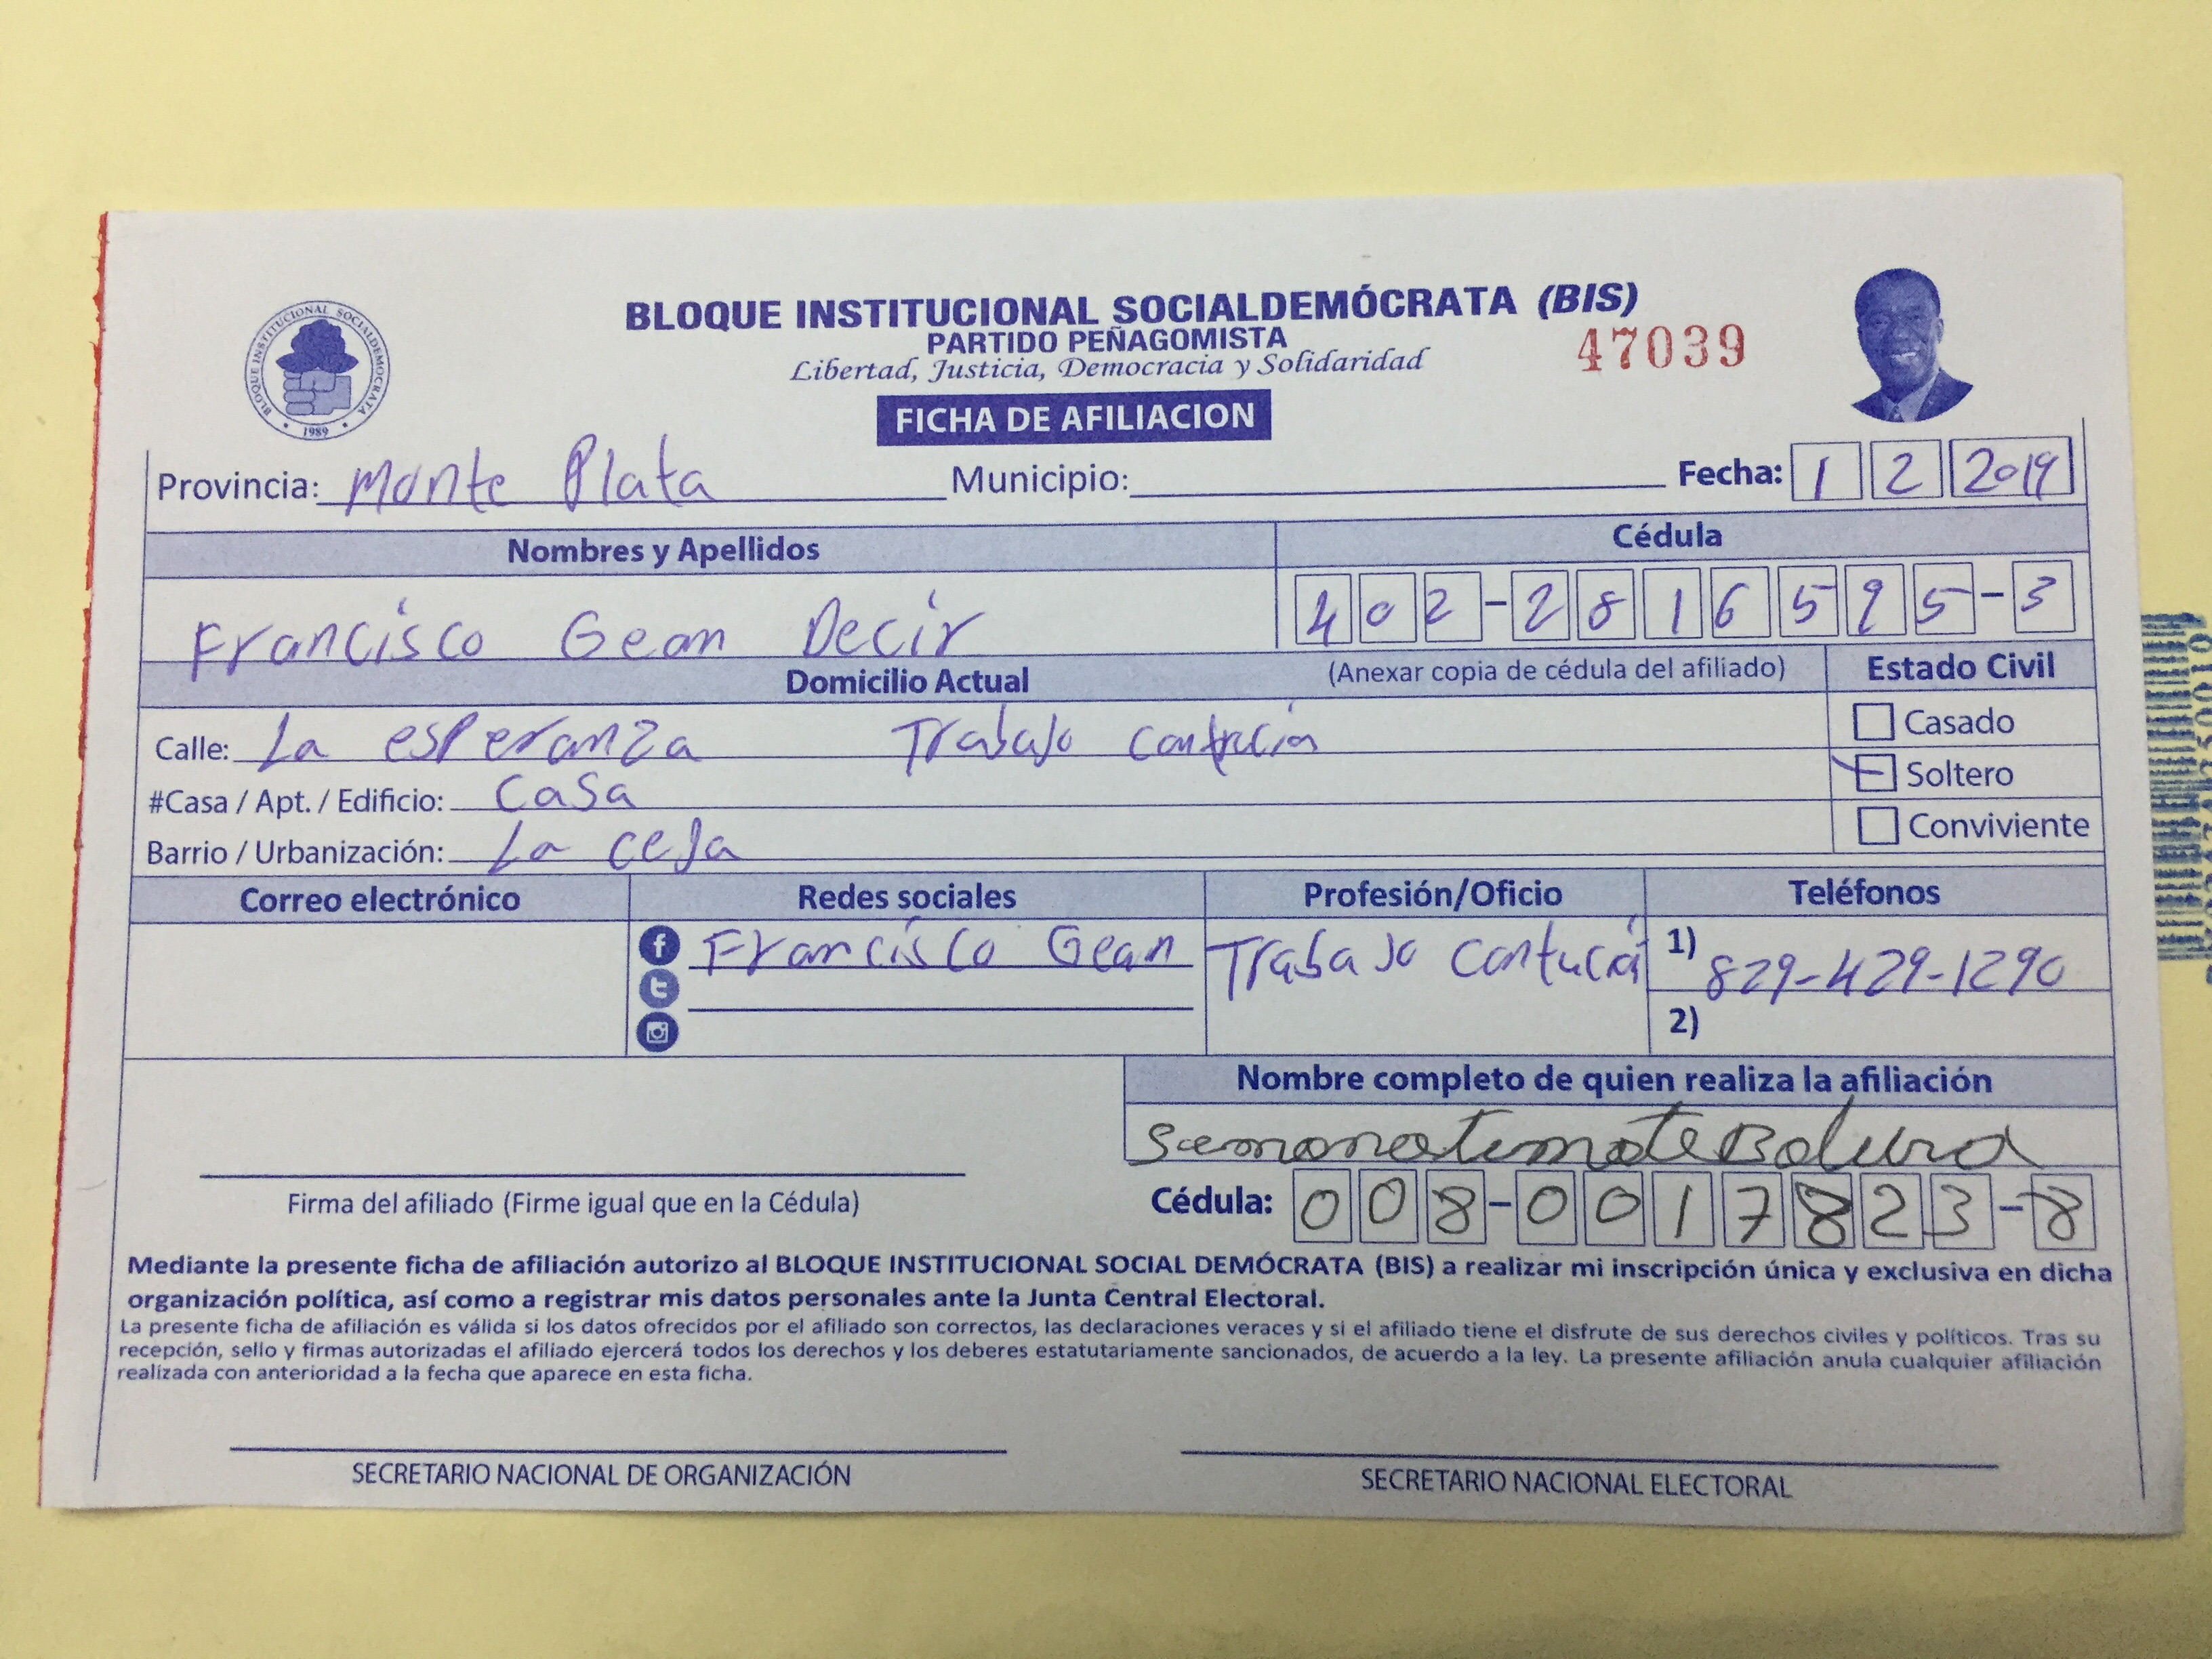 BLOQUE INSTITUCIONAL SOCIALDEMOCRATA
1989
BLOQUE INSTITUCIONAL SOCIALDEMÓCRATA (BIS)
PARTIDO PEÑAGOMISTA
Libertad, Justicia, Democracia y Solidaridad
47039
FICHA DE AFILIACION
Provincia: Monte Plata Municipio: Fecha: 1 2 2019
Nombres y Apellidos Cédula
Francisco Gean Decir 402-2816595-3
Domicilio Actual (Anexar copia de cédula del afiliado) Estado Civil
Calle: La esperanza Trabajo Casado
#Casa / Apt. / Edificio: casa Soltero
Barrio / Urbanización: La ceja Conviviente
Correo electrónico Redes sociales Profesión/Oficio Teléfonos
Francisco Gean Trabajo 1) 829-429-1290
2)
Nombre completo de quien realiza la afiliación
Firma del afiliado (Firme igual que en la Cédula) Cédula: 008-0017823-8
Mediante la presente ficha de afiliación autorizo al BLOQUE INSTITUCIONAL SOCIAL DEMÓCRATA (BIS) a realizar mi inscripción única y exclusiva en dicha
organización política, así como a registrar mis datos personales ante la Junta Central Electoral.
La presente ficha de afiliación es válida si los datos ofrecidos por el afiliado son correctos, las declaraciones veraces y si el afiliado tiene el disfrute de sus derechos civiles y políticos. Tras su
recepción, sello y firmas autorizadas el afiliado ejercerá todos los derechos y los deberes estatutariamente sancionados, de acuerdo a la ley. La presente afiliación anula cualquier afiliación
realizada con anterioridad a la fecha que aparece en esta ficha.
SECRETARIO NACIONAL DE ORGANIZACIÓN SECRETARIO NACIONAL ELECTORAL